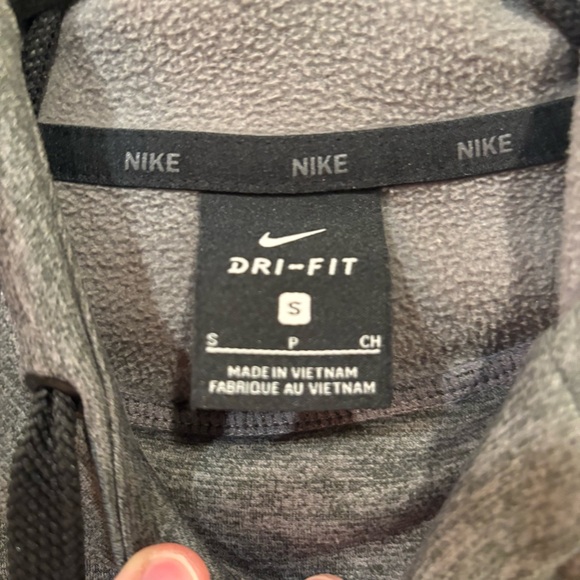 NIKE NIKE NIKE
DRI-FIT
S
S P CH
MADE IN VIETNAM
FABRIQUE AU VIETNAM